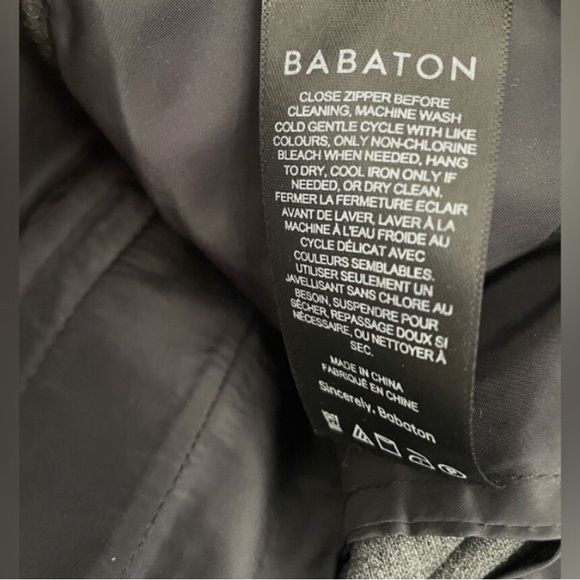 BABATON
CLOSE ZIPPER BEFORE
CLEANING, MACHINE WASH
COLD GENTLE CYCLE WITH LIKE
COLOURS, ONLY NON-CHLORINE
BLEACH WHEN NEEDED, HANG
TO DRY, COOL IRON ONLY IF
NEEDED, OR DRY CLEAN.
FERMER LA FERMETURE ECLAIR
AVANT DE LAVER, LAVER À LA
MACHINE À L'EAU FROIDE AU
CYCLE DÉLICAT AVEC
COULEURS SEMBLABLES.
UTILISER SEULEMENT UN
JAVELLISANT SANS CHLORE AU
BESOIN, SUSPENDRE POUR
SÉCHER, REPASSAGE DOUX SI
NÉCESSAIRE, OU NETTOYER À
SEC.
MADE IN CHINA
FABRIQUÉ EN CHINE
Sincerely, Babaton